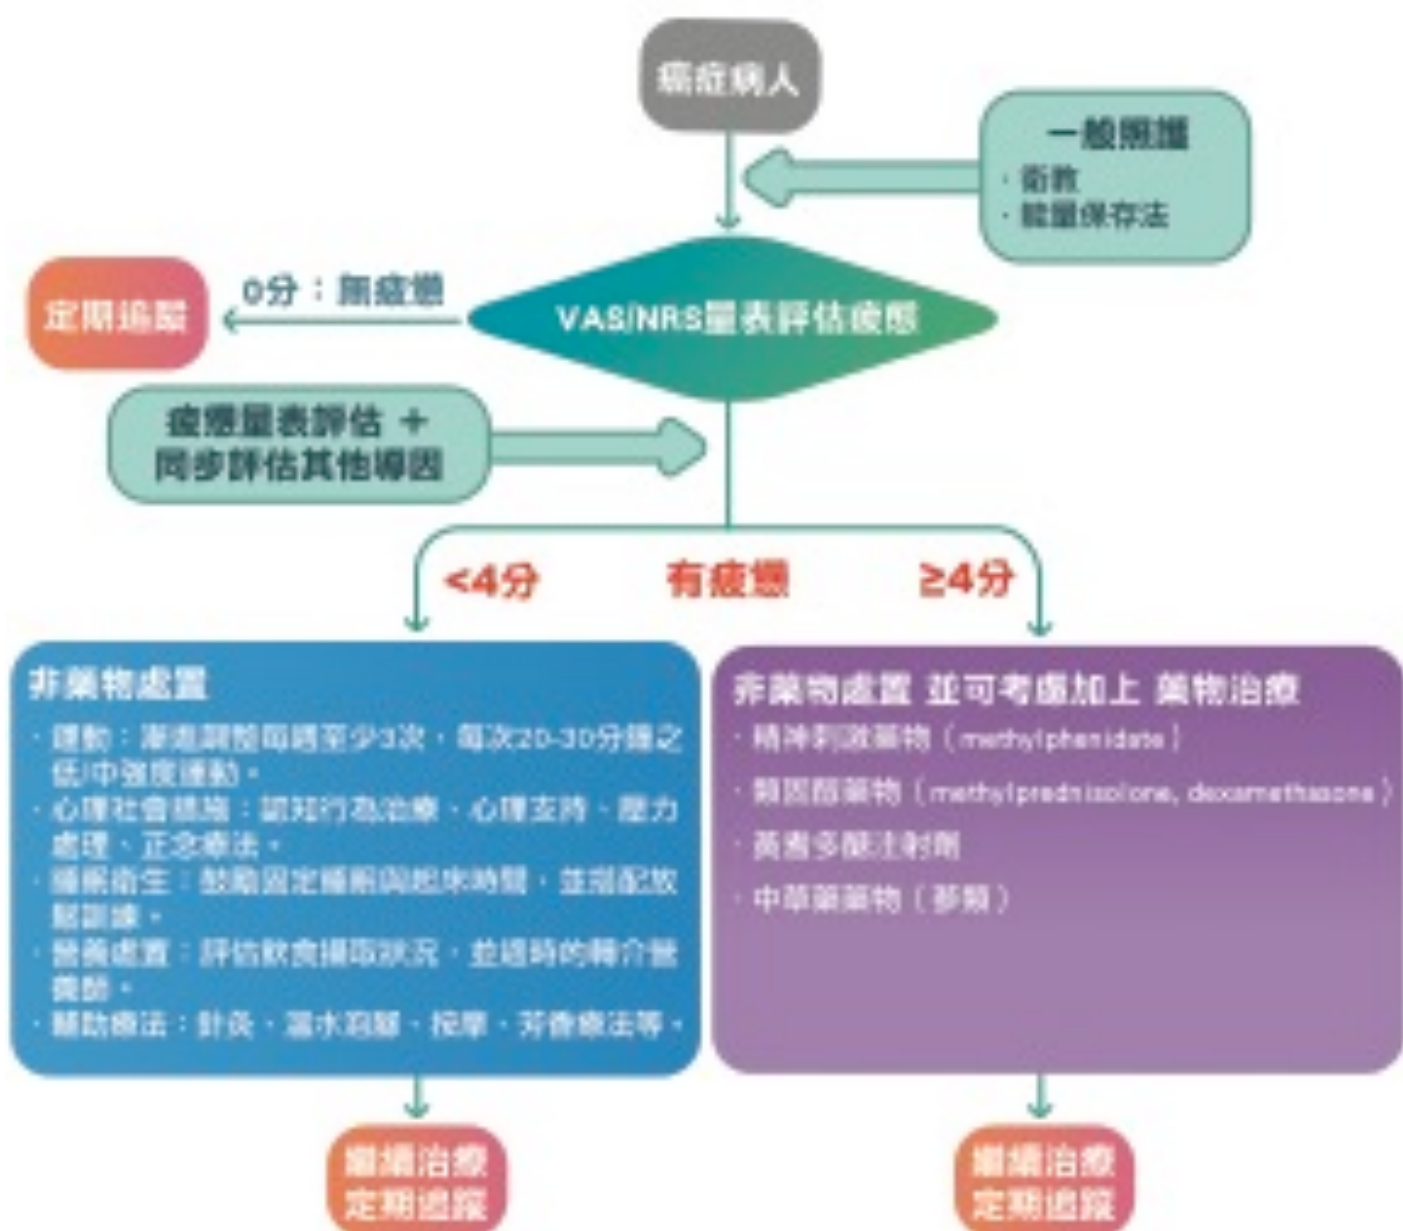 癌症病人
一般照護
· 衛教
· 能量保存法
VAS/NRS量表評估疲憊
0分：無疲憊
定期追蹤
疲憊量表評估 ＋
同步評估其他導因
<4分
有疲憊
≥4分
非藥物處置
· 運動：漸進調整每週至少3次，每次20-30分鐘之
低/中強度運動。
· 心理社會措施：認知行為治療、心理支持、壓力
處理、正念療法。
· 睡眠衛生：鼓勵固定睡眠與起床時間，並搭配放
鬆訓練。
· 營養處置：評估飲食攝取狀況，並適時的轉介營
養師。
· 輔助療法：針灸、溫水泡腳、按摩、芳香療法等。
非藥物處置 並可考慮加上 藥物治療
· 精神刺激藥物（methylphenidate）
· 類固醇藥物（methylprednisolone, dexamethasone）
· 黃耆多醣注射劑
· 中草藥藥物（蔘類）
繼續治療
定期追蹤
繼續治療
定期追蹤